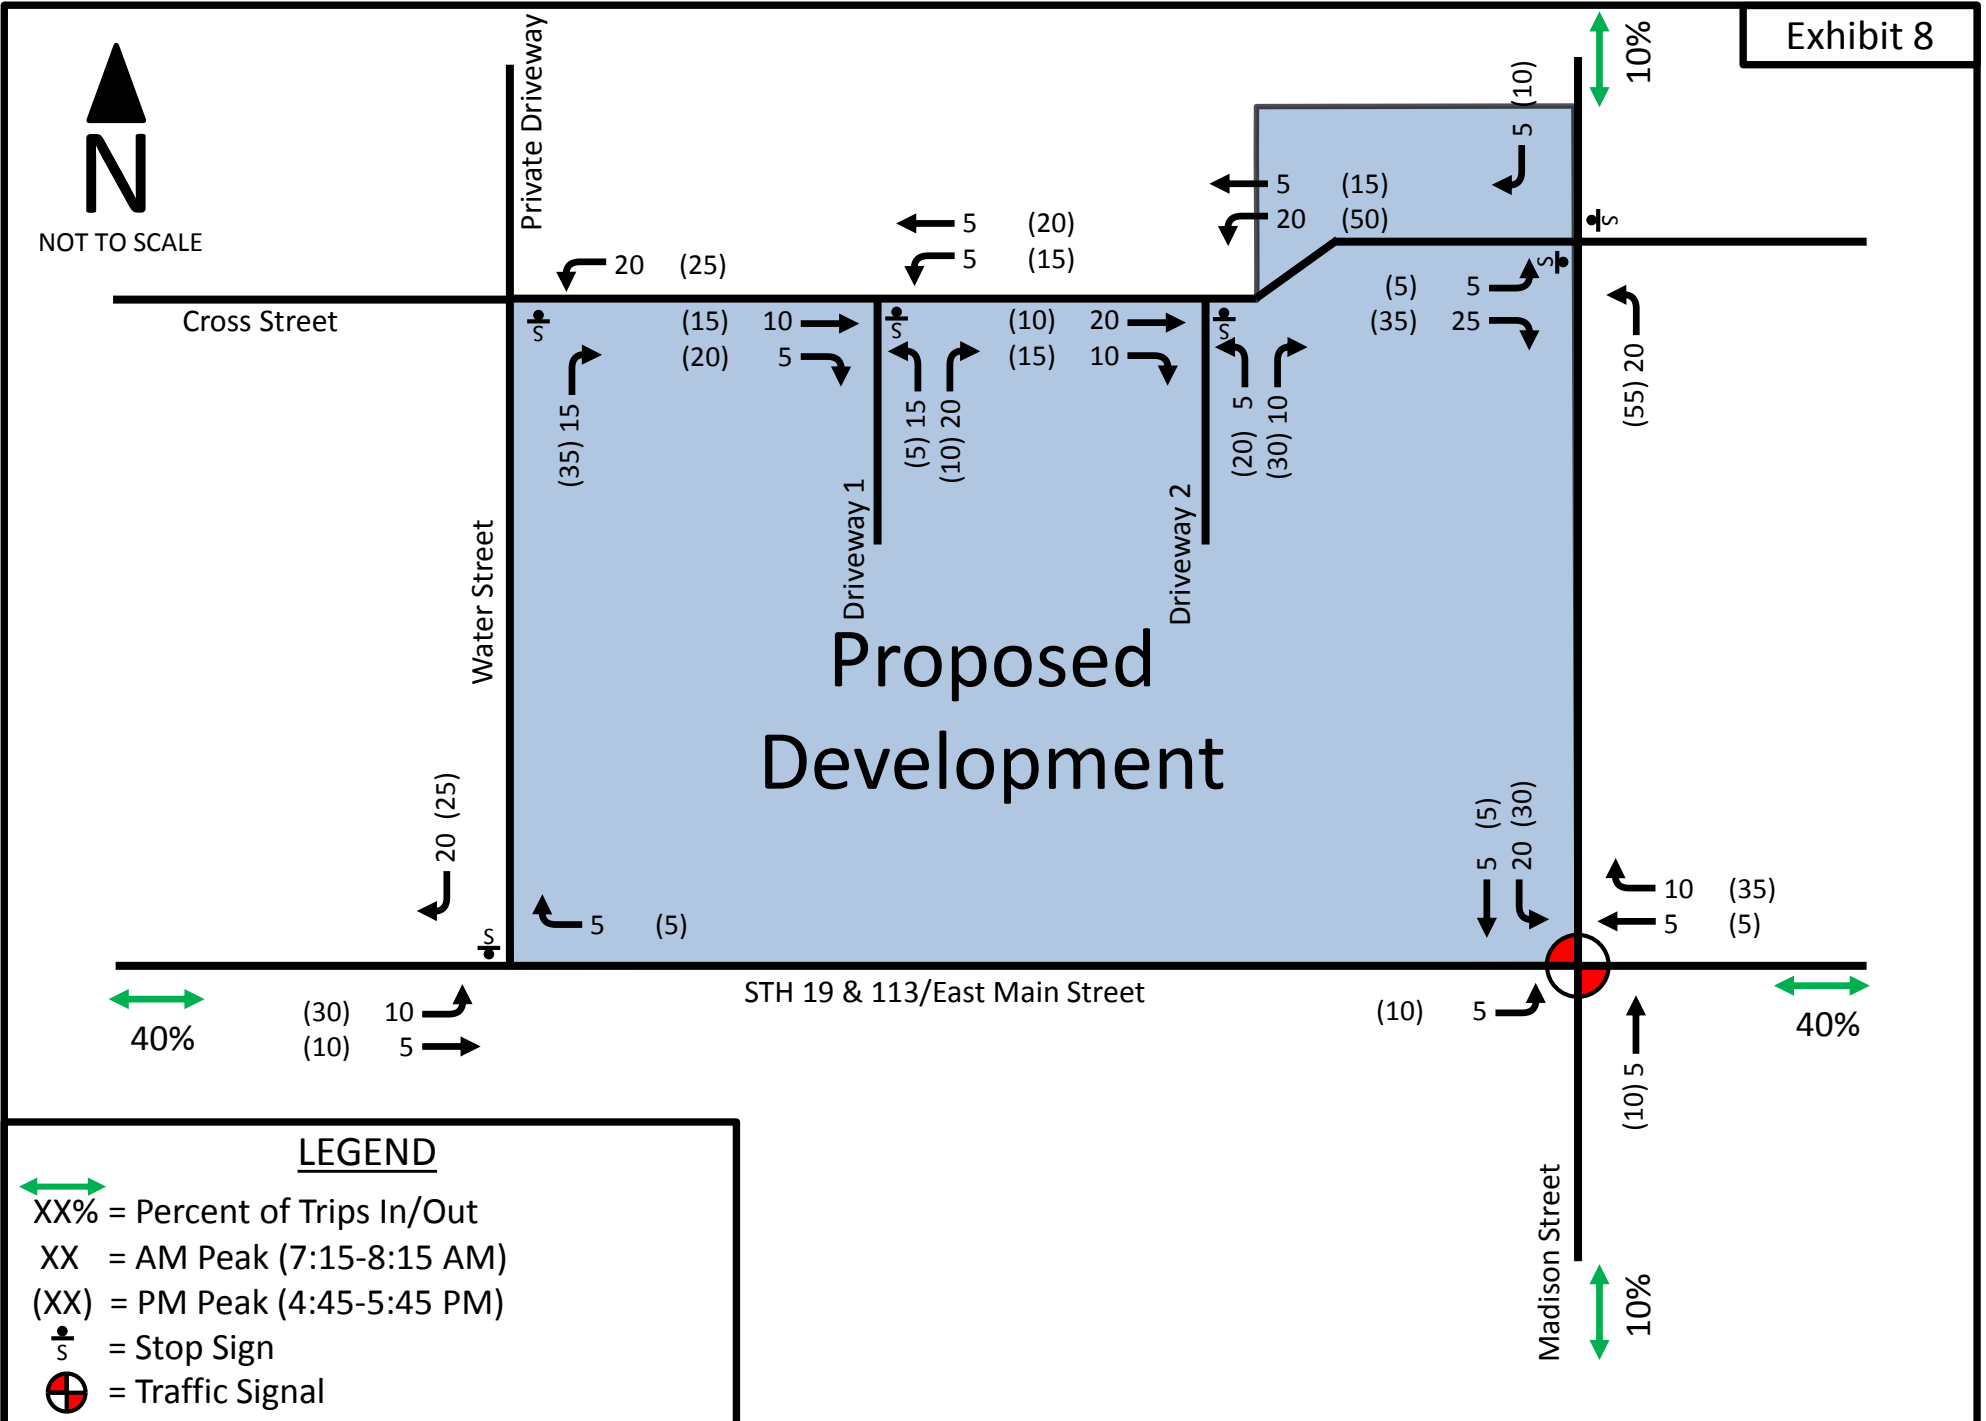 Exhibit 8
10%
N
NOT TO SCALE
Private Driveway
5 (10)
5 (15)
20 (50)
5 (20)
5 (15)
20 (25)
S
S
Cross Street
S
S
S
(15) 10
(20) 5
(10) 20
(15) 10
(5) 5
(35) 25
(35) 15
(5) 15
(10) 20
(20) 5
(30) 10
(55) 20
Driveway 1
Driveway 2
Water Street
Proposed
Development
20 (25)
5 (5)
20 (30)
S
5 (5)
10 (35)
5 (5)
STH 19 & 113/East Main Street
40%
(30) 10
(10) 5
(10) 5
(10) 5
40%
Madison Street
10%
LEGEND
XX% = Percent of Trips In/Out
XX = AM Peak (7:15-8:15 AM)
(XX) = PM Peak (4:45-5:45 PM)
S = Stop Sign
= Traffic Signal